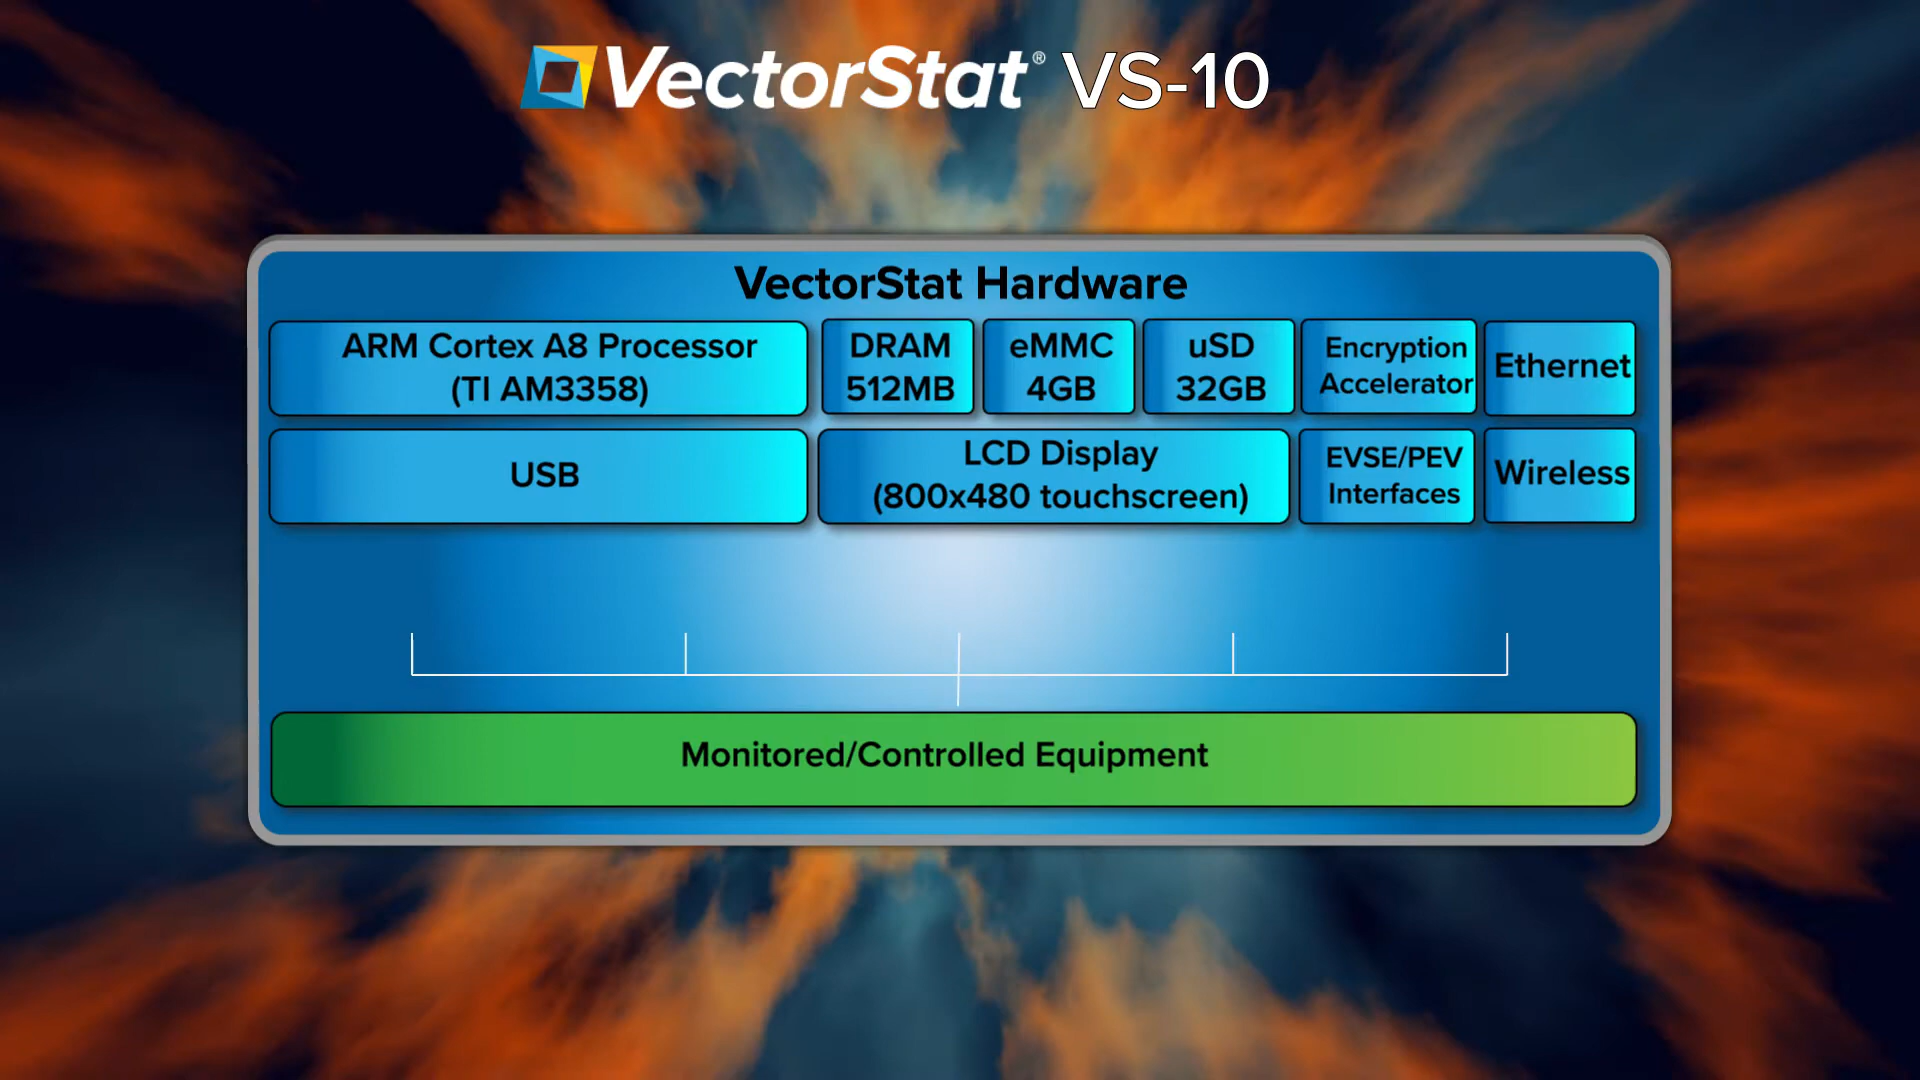 VectorStat® VS-10
VectorStat Hardware
ARM Cortex A8 Processor
(TI AM3358)
DRAM
512MB
eMMC
4GB
uSD
32GB
Encryption
Accelerator
Ethernet
USB
LCD Display
(800x480 touchscreen)
EVSE/PEV
Interfaces
Wireless
Monitored/Controlled Equipment